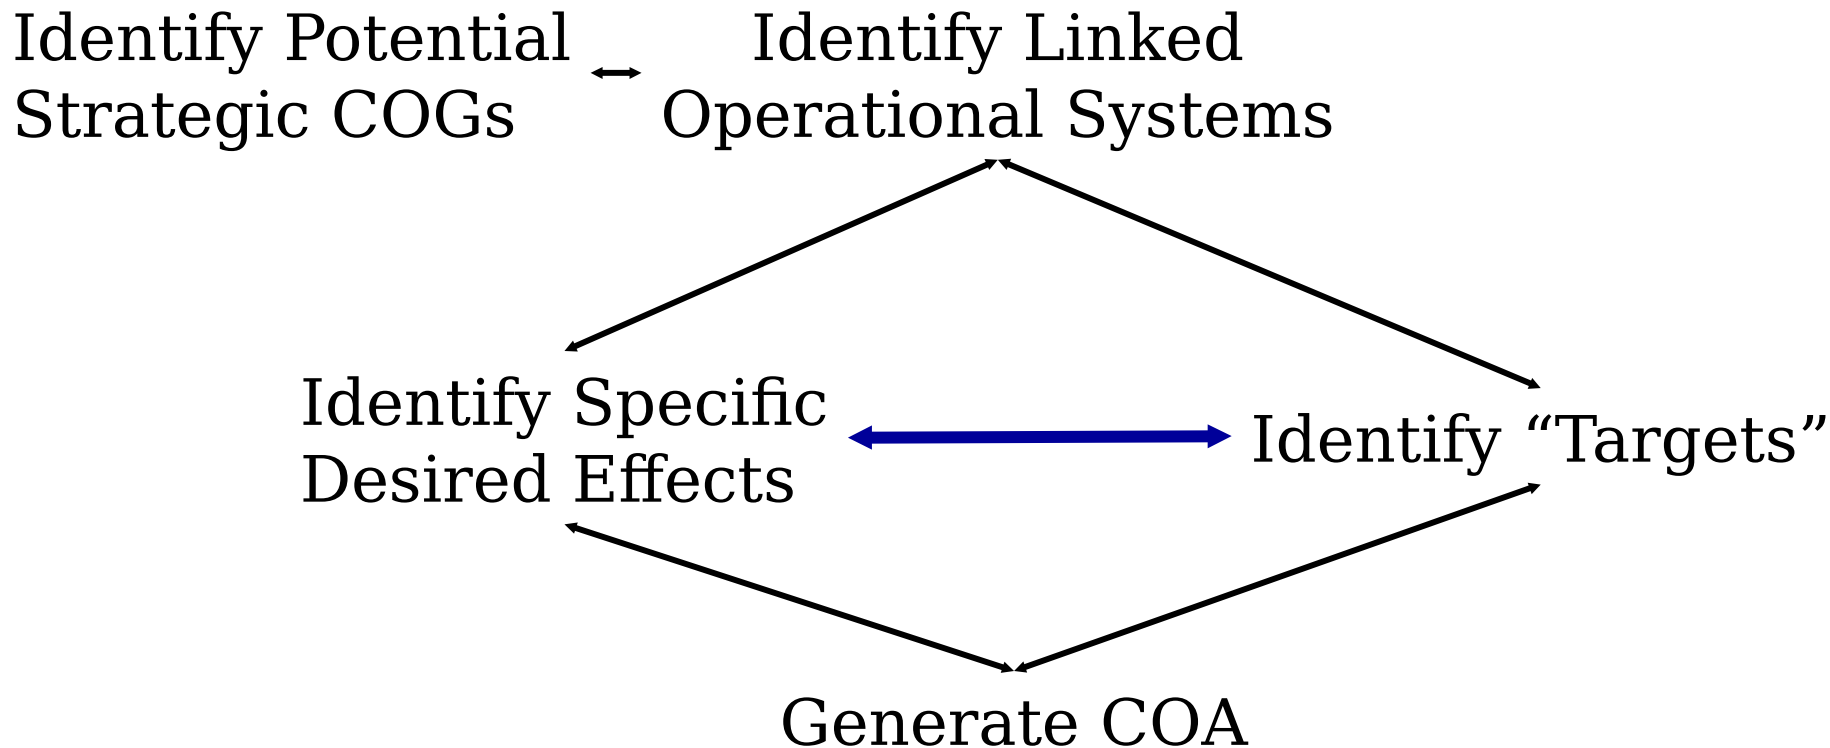 Identify Potential
Strategic COGs
Identify Linked
Operational Systems
Identify Specific
Desired Effects
Identify “Targets”
Generate COA